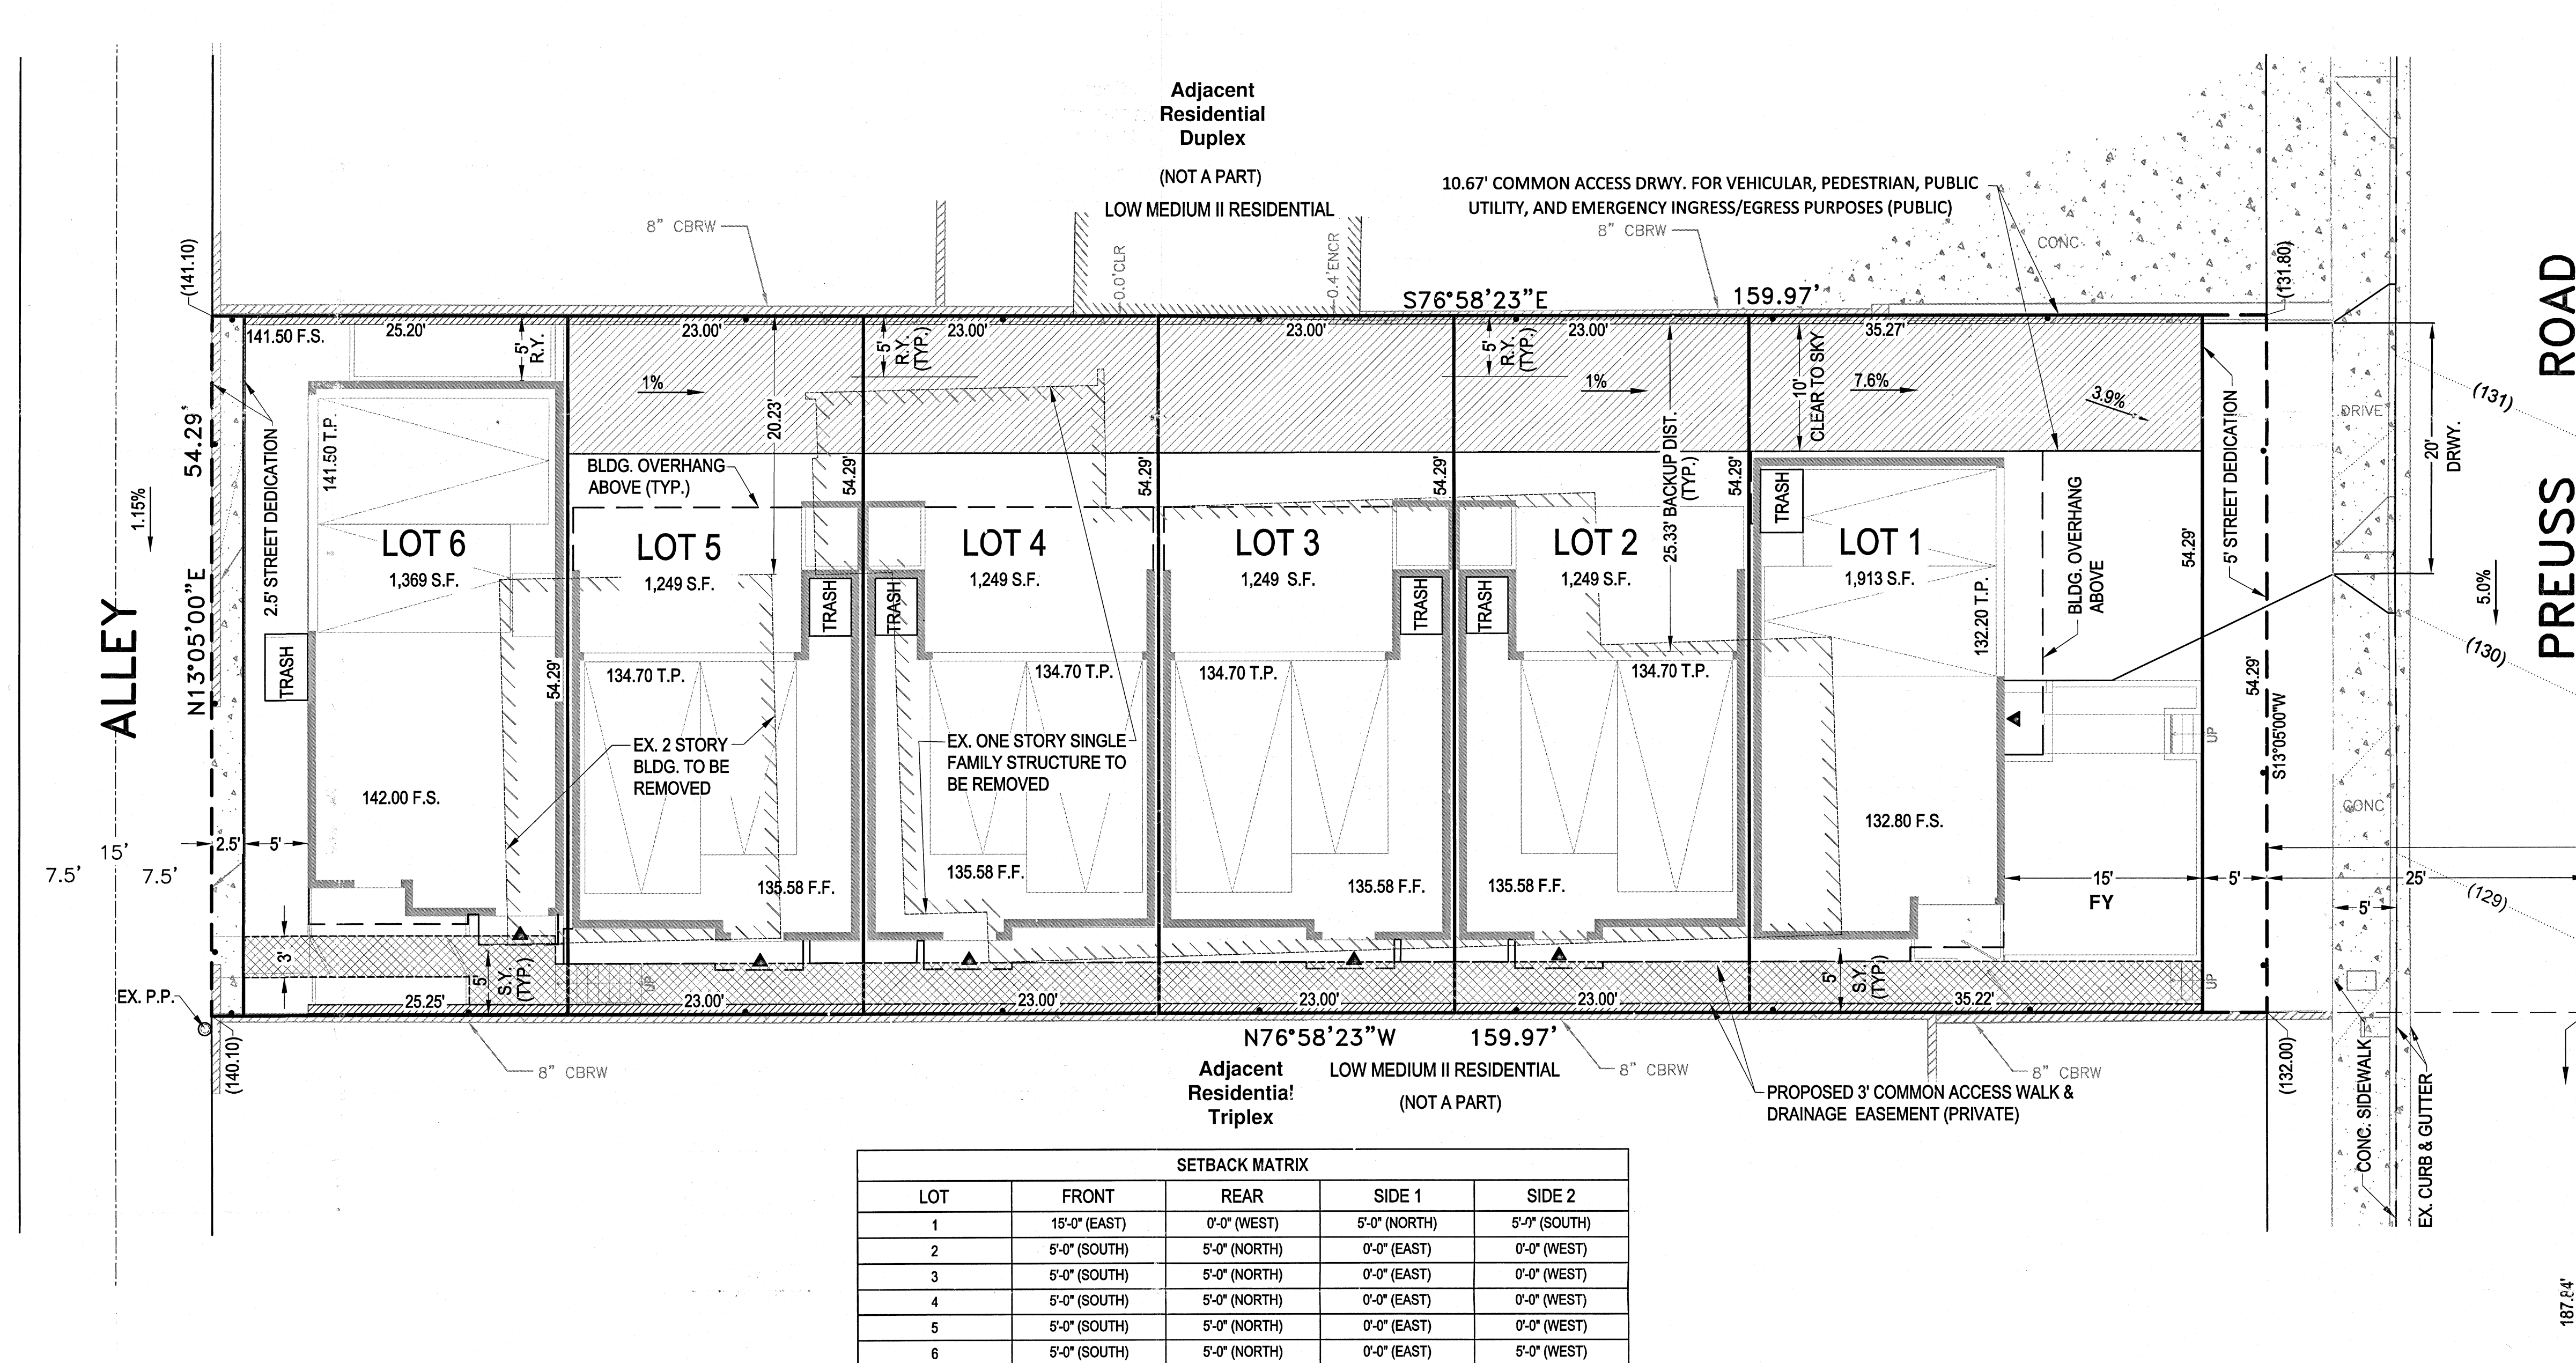 Adjacent
Residential
Duplex
(NOT A PART)
LOW MEDIUM II RESIDENTIAL
10.67' COMMON ACCESS DRWY. FOR VEHICULAR, PEDESTRIAN, PUBLIC
UTILITY, AND EMERGENCY INGRESS/EGRESS PURPOSES (PUBLIC)
8" CBRW
8" CBRW
CONC
0.0'CLR
0.4'ENCR
(141.10)
(131.80)
S76°58'23"E 159.97'
141.50 F.S.
25.20'
23.00'
23.00'
23.00'
23.00'
35.27'
5'
R.Y.
5'
R.Y.
(TYP.)
5'
R.Y.
(TYP.)
10'
CLEAR TO SKY
1%
1%
7.6%
3.9%
20.23'
25.33' BACKUP DIST.
(TYP.)
ALLEY
N13°05'00"E 54.29'
1.15%
2.5' STREET DEDICATION
141.50 T.P.
BLDG. OVERHANG
ABOVE (TYP.)
54.29'
54.29'
54.29'
54.29'
54.29'
54.29'
54.29'
TRASH
TRASH
TRASH
TRASH
TRASH
TRASH
LOT 6
1,369 S.F.
LOT 5
1,249 S.F.
LOT 4
1,249 S.F.
LOT 3
1,249 S.F.
LOT 2
1,249 S.F.
LOT 1
1,913 S.F.
132.20 T.P.
BLDG. OVERHANG
ABOVE
5' STREET DEDICATION
DRIVE
20'
DRWY.
(131)
(130)
(129)
5.0%
PREUSS ROAD
134.70 T.P.
134.70 T.P.
134.70 T.P.
134.70 T.P.
EX. 2 STORY
BLDG. TO BE
REMOVED
EX. ONE STORY SINGLE
FAMILY STRUCTURE TO
BE REMOVED
142.00 F.S.
132.80 F.S.
135.58 F.F.
135.58 F.F.
135.58 F.F.
135.58 F.F.
UP
UP
UP
S13°05'00"W
CONC
15'
7.5'
7.5'
2.5'
5'
15'
FY
5'
25'
5'
3'
5'
S.Y.
(TYP.)
5'
S.Y.
(TYP.)
EX. P.P.
25.25'
23.00'
23.00'
23.00'
23.00'
35.22'
(140.10)
(132.00)
N76°58'23"W 159.97'
8" CBRW
8" CBRW
8" CBRW
Adjacent
Residential
Triplex
LOW MEDIUM II RESIDENTIAL
(NOT A PART)
PROPOSED 3' COMMON ACCESS WALK &
DRAINAGE EASEMENT (PRIVATE)
CONC. SIDEWALK
EX. CURB & GUTTER
187.84'
SETBACK MATRIX
LOT FRONT REAR SIDE 1 SIDE 2
1 15'-0" (EAST) 0'-0" (WEST) 5'-0" (NORTH) 5'-0" (SOUTH)
2 5'-0" (SOUTH) 5'-0" (NORTH) 0'-0" (EAST) 0'-0" (WEST)
3 5'-0" (SOUTH) 5'-0" (NORTH) 0'-0" (EAST) 0'-0" (WEST)
4 5'-0" (SOUTH) 5'-0" (NORTH) 0'-0" (EAST) 0'-0" (WEST)
5 5'-0" (SOUTH) 5'-0" (NORTH) 0'-0" (EAST) 0'-0" (WEST)
6 5'-0" (SOUTH) 5'-0" (NORTH) 0'-0" (EAST) 5'-0" (WEST)